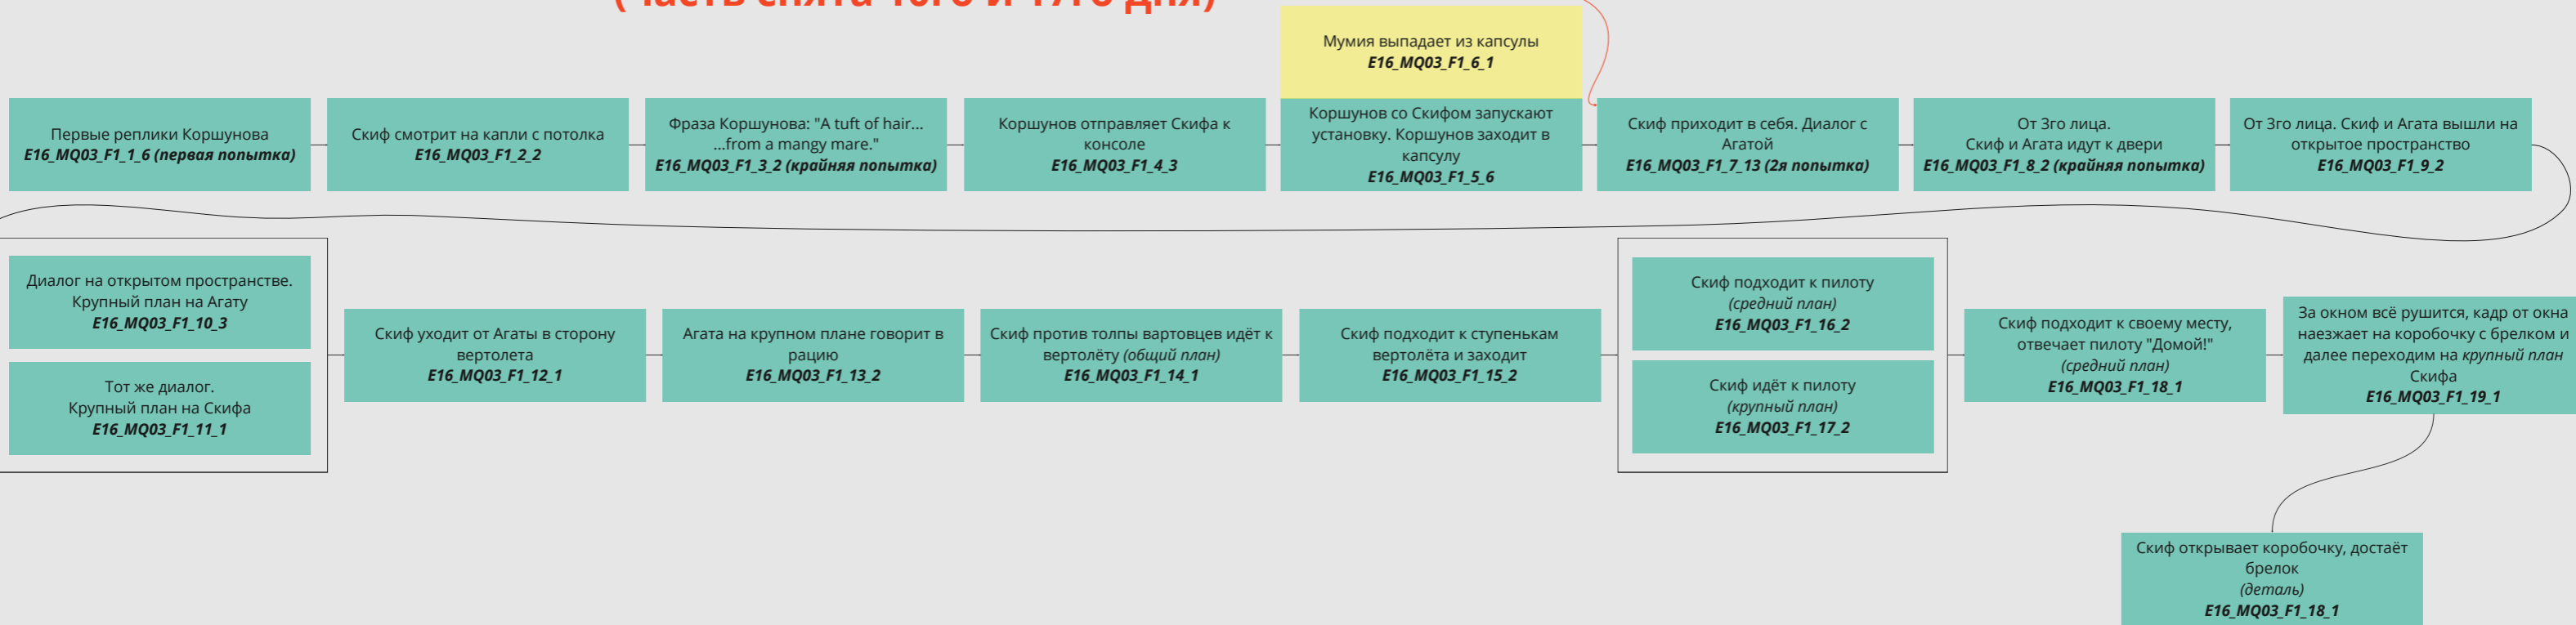 (Часть снята 16го и 17го дня)
Мумия выпадает из капсулы
E16_MQ03_F1_6_1
Первые реплики Коршунова
E16_MQ03_F1_1_6 (первая попытка)
Скиф смотрит на капли с потолка
E16_MQ03_F1_2_2
Фраза Коршунова: "A tuft of hair...
...from a mangy mare."
E16_MQ03_F1_3_2 (крайняя попытка)
Коршунов отправляет Скифа к
консоле
E16_MQ03_F1_4_3
Коршунов со Скифом запускают
установку. Коршунов заходит в
капсулу
E16_MQ03_F1_5_6
Скиф приходит в себя. Диалог с
Агатой
E16_MQ03_F1_7_13 (2я попытка)
От 3го лица.
Скиф и Агата идут к двери
E16_MQ03_F1_8_2 (крайняя попытка)
От 3го лица. Скиф и Агата вышли на
открытое пространство
E16_MQ03_F1_9_2
Диалог на открытом пространстве.
Крупный план на Агату
E16_MQ03_F1_10_3
Тот же диалог.
Крупный план на Скифа
E16_MQ03_F1_11_1
Скиф уходит от Агаты в сторону
вертолета
E16_MQ03_F1_12_1
Агата на крупном плане говорит в
рацию
E16_MQ03_F1_13_2
Скиф против толпы вартовцев идёт к
вертолёту (общий план)
E16_MQ03_F1_14_1
Скиф подходит к ступенькам
вертолёта и заходит
E16_MQ03_F1_15_2
Скиф подходит к пилоту
(средний план)
E16_MQ03_F1_16_2
Скиф идёт к пилоту
(крупный план)
E16_MQ03_F1_17_2
Скиф подходит к своему месту,
отвечает пилоту "Домой!"
(средний план)
E16_MQ03_F1_18_1
За окном всё рушится, кадр от окна
наезжает на коробочку с брелком и
далее переходим на крупный план
Скифа
E16_MQ03_F1_19_1
Скиф открывает коробочку, достаёт
брелок
(деталь)
E16_MQ03_F1_18_1